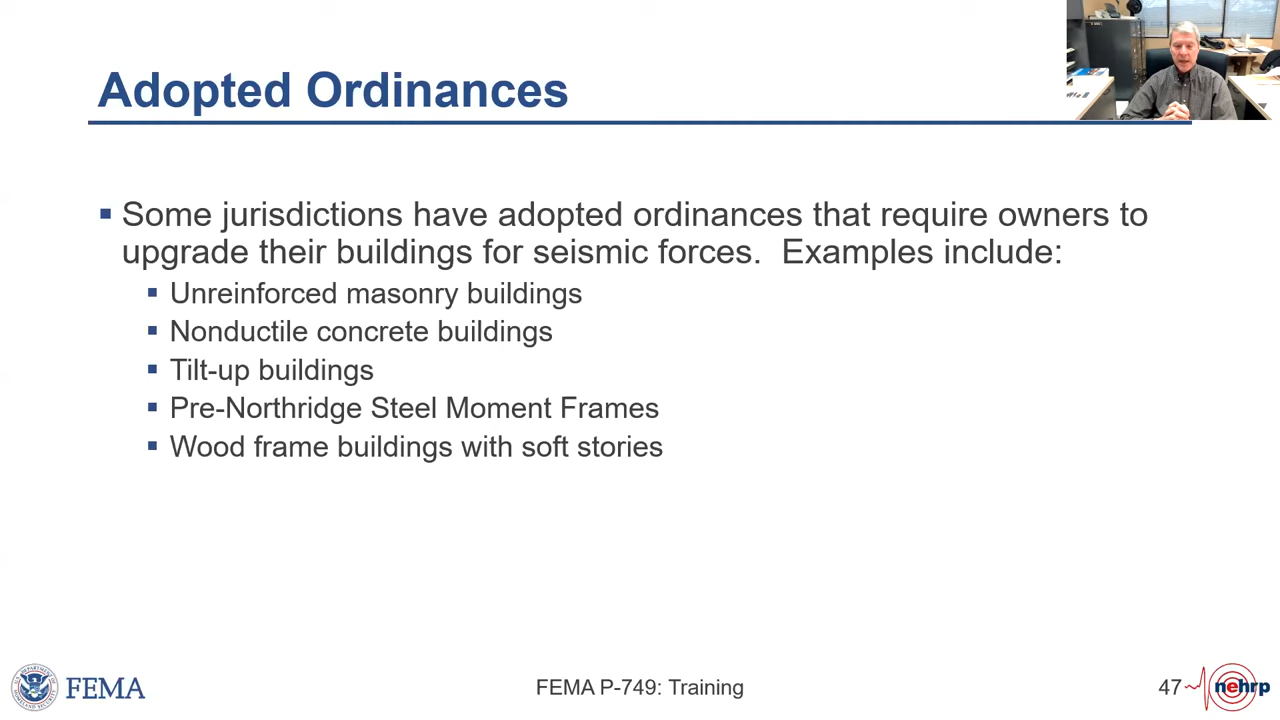 Adopted Ordinances
Some jurisdictions have adopted ordinances that require owners to
upgrade their buildings for seismic forces.  Examples include:
Unreinforced masonry buildings
Nonductile concrete buildings
Tilt-up buildings
Pre-Northridge Steel Moment Frames
Wood frame buildings with soft stories
FEMA
FEMA P-749: Training
47
nehrp